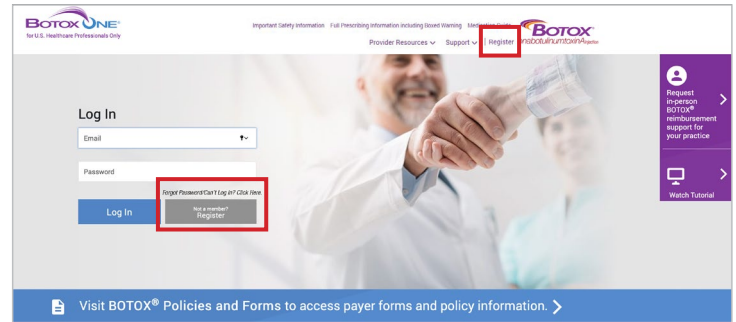 BOTOX ONE®
for U.S. Healthcare Professionals Only
Important Safety Information Full Prescribing Information including Boxed Warning Medication Guide
Provider Resources Support | Register
BOTOX®
onabotulinumtoxinA injection
Log In
Email
Password
Forgot Password/Can't Log in? Click Here.
Log In
Not a member?
Register
Request
in-person
BOTOX®
reimbursement
support for
your practice
Watch Tutorial
Visit BOTOX® Policies and Forms to access payer forms and policy information.